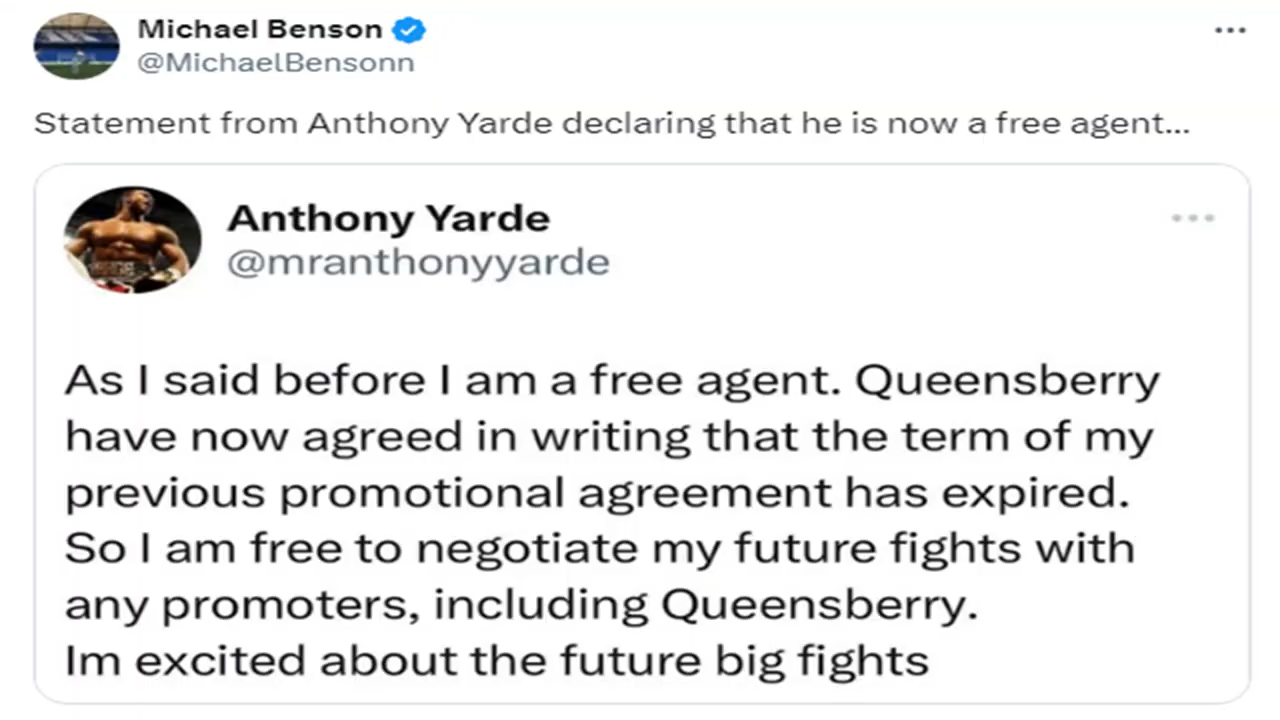 Michael Benson
@MichaelBensonn
Statement from Anthony Yarde declaring that he is now a free agent...
Anthony Yarde
@mranthonyyarde
As I said before I am a free agent. Queensberry
have now agreed in writing that the term of my
previous promotional agreement has expired.
So I am free to negotiate my future fights with
any promoters, including Queensberry.
Im excited about the future big fights